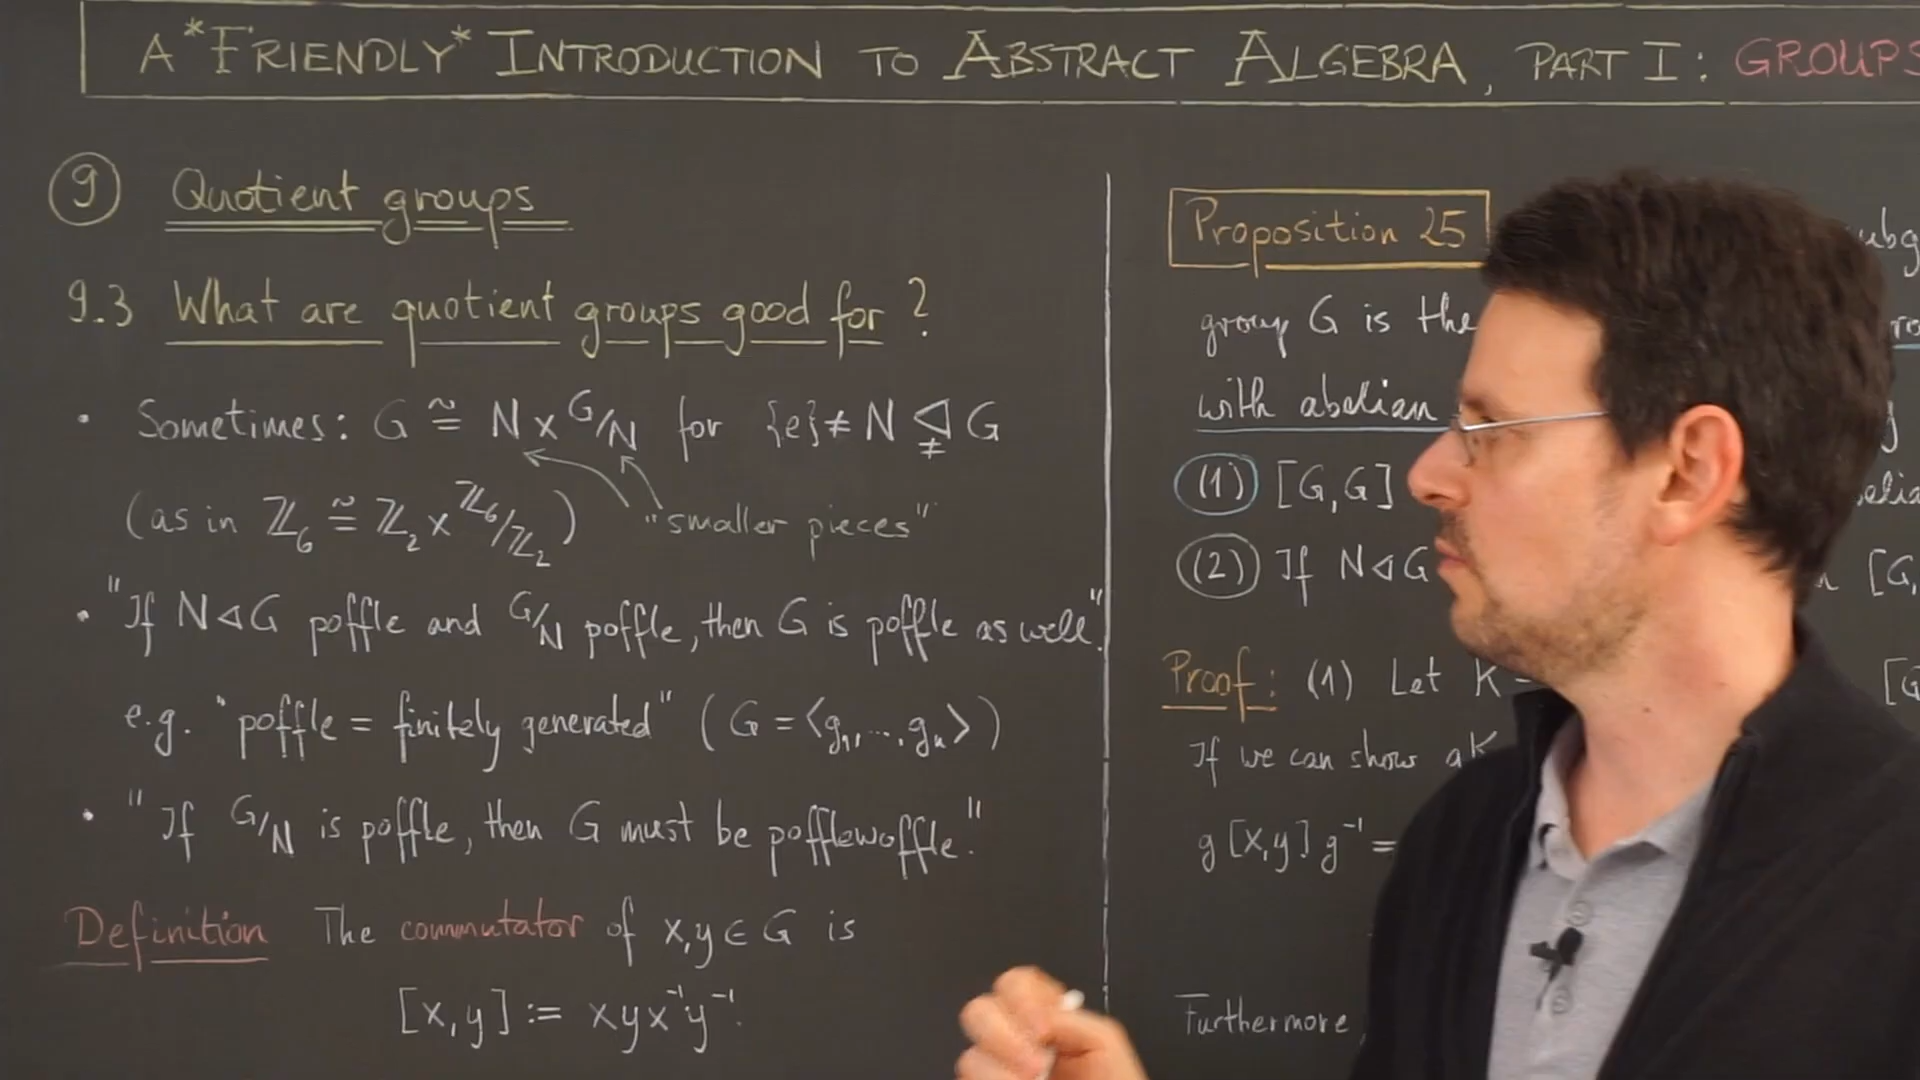 A *FRIENDLY* INTRODUCTION TO ABSTRACT ALGEBRA, PART I: GROUPS
9 Quotient groups
9.3 What are quotient groups good for?
• Sometimes: G ≅ N x G/N for {e} ≠ N ⊴≠ G
(as in ℤ₆ ≅ ℤ₂ x ℤ₆/ℤ₂)
"smaller pieces"
• "If N ◁ G poffle and G/N poffle, then G is poffle as well."
e.g. "poffle = finitely generated" (G = <g₁,...,gₙ>)
• "If G/N is poffle, then G must be pofflewoffle."
Definition The commutator of x,y ∈ G is
[x,y] := xyx⁻¹y⁻¹.
Proposition 25
group G is the
with abelian
(1) [G,G]
(2) If N ◁ G [G,
Proof: (1) Let K
If we can show
g[x,y]g⁻¹ =
Furthermore,